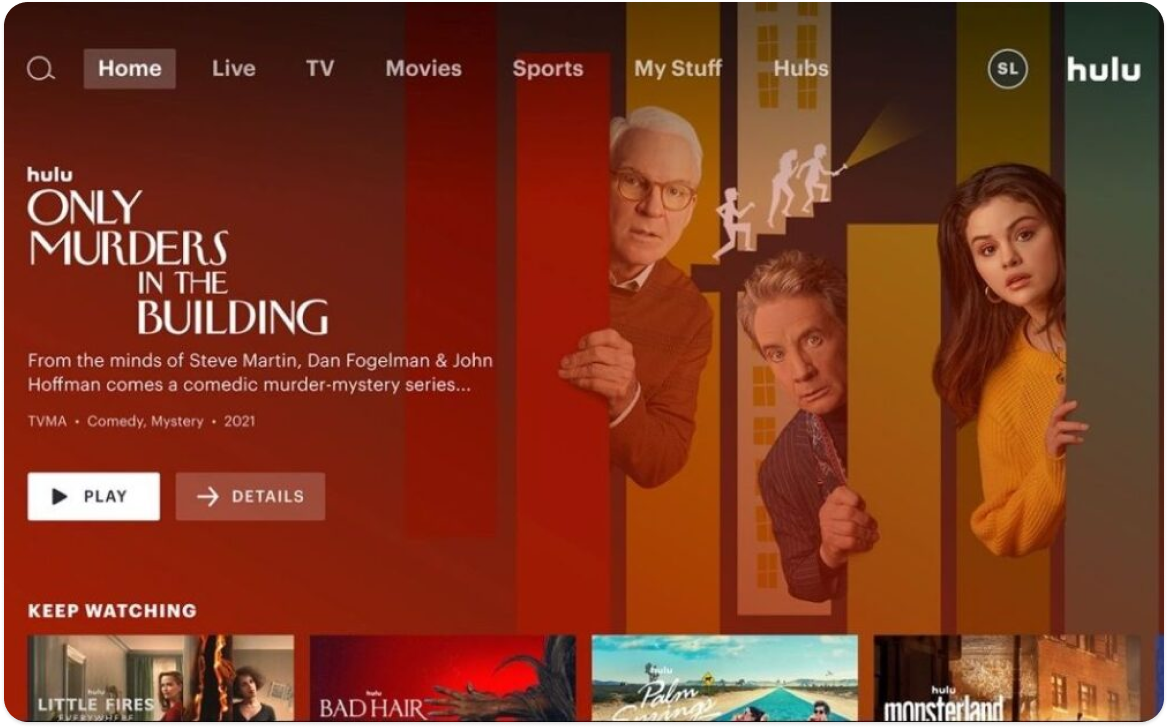 Home Live TV Movies Sports My Stuff Hubs SL hulu
hulu
ONLY
MURDERS
IN THE
BUILDING
From the minds of Steve Martin, Dan Fogelman & John
Hoffman comes a comedic murder-mystery series...
TVMA • Comedy, Mystery • 2021
PLAY DETAILS
KEEP WATCHING
hulu
LITTLE FIRES
EVERYWHERE
hulu
BAD HAIR
hulu
Palm
Springs
hulu
monsterland